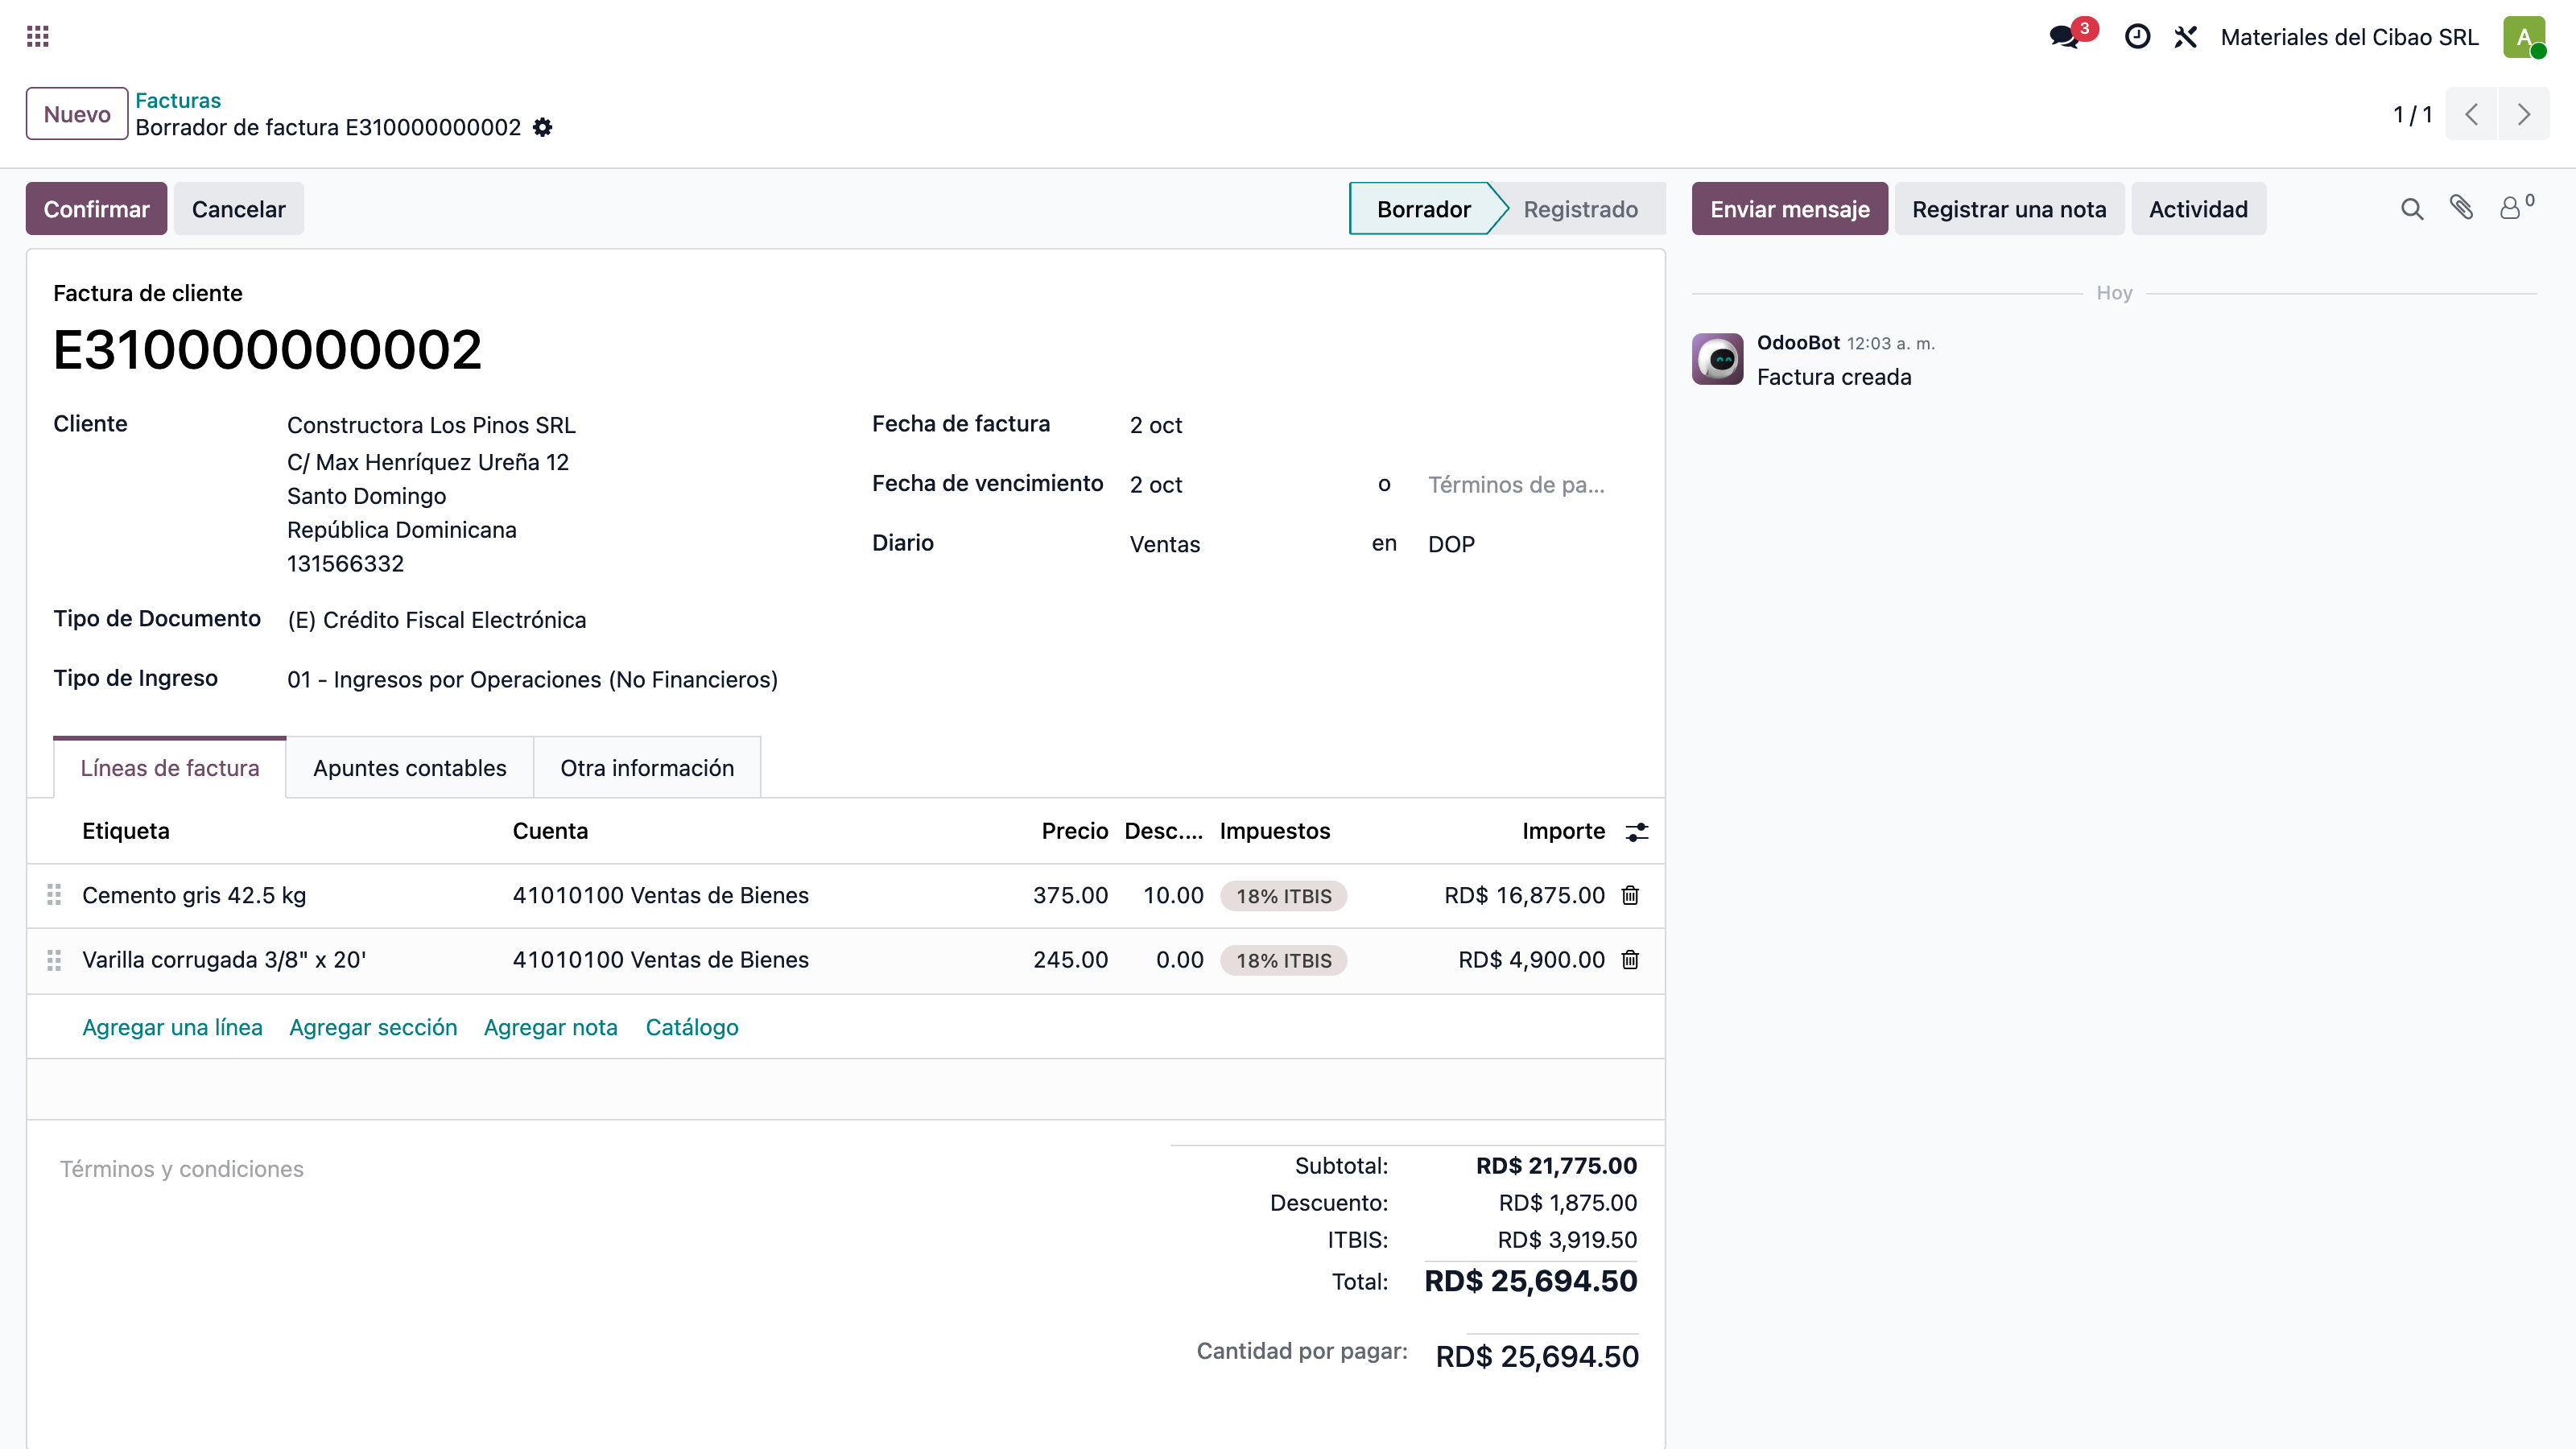 3
Materiales del Cibao SRL
A
Nuevo
Facturas
Borrador de factura E310000000002
1 / 1
Confirmar
Cancelar
Borrador
Registrado
Enviar mensaje
Registrar una nota
Actividad
0
Factura de cliente
E310000000002
Cliente
Constructora Los Pinos SRL
C/ Max Henríquez Ureña 12
Santo Domingo
República Dominicana
131566332
Tipo de Documento (E) Crédito Fiscal Electrónica
Tipo de Ingreso 01 - Ingresos por Operaciones (No Financieros)
Fecha de factura 2 oct
Fecha de vencimiento 2 oct o Términos de pa...
Diario Ventas en DOP
Líneas de factura
Apuntes contables
Otra información
Etiqueta Cuenta Precio Desc.... Impuestos Importe
Cemento gris 42.5 kg 41010100 Ventas de Bienes 375.00 10.00 18% ITBIS RD$ 16,875.00
Varilla corrugada 3/8" x 20' 41010100 Ventas de Bienes 245.00 0.00 18% ITBIS RD$ 4,900.00
Agregar una línea Agregar sección Agregar nota Catálogo
Términos y condiciones
Subtotal: RD$ 21,775.00
Descuento: RD$ 1,875.00
ITBIS: RD$ 3,919.50
Total: RD$ 25,694.50
Cantidad por pagar: RD$ 25,694.50
Hoy
OdooBot 12:03 a. m.
Factura creada